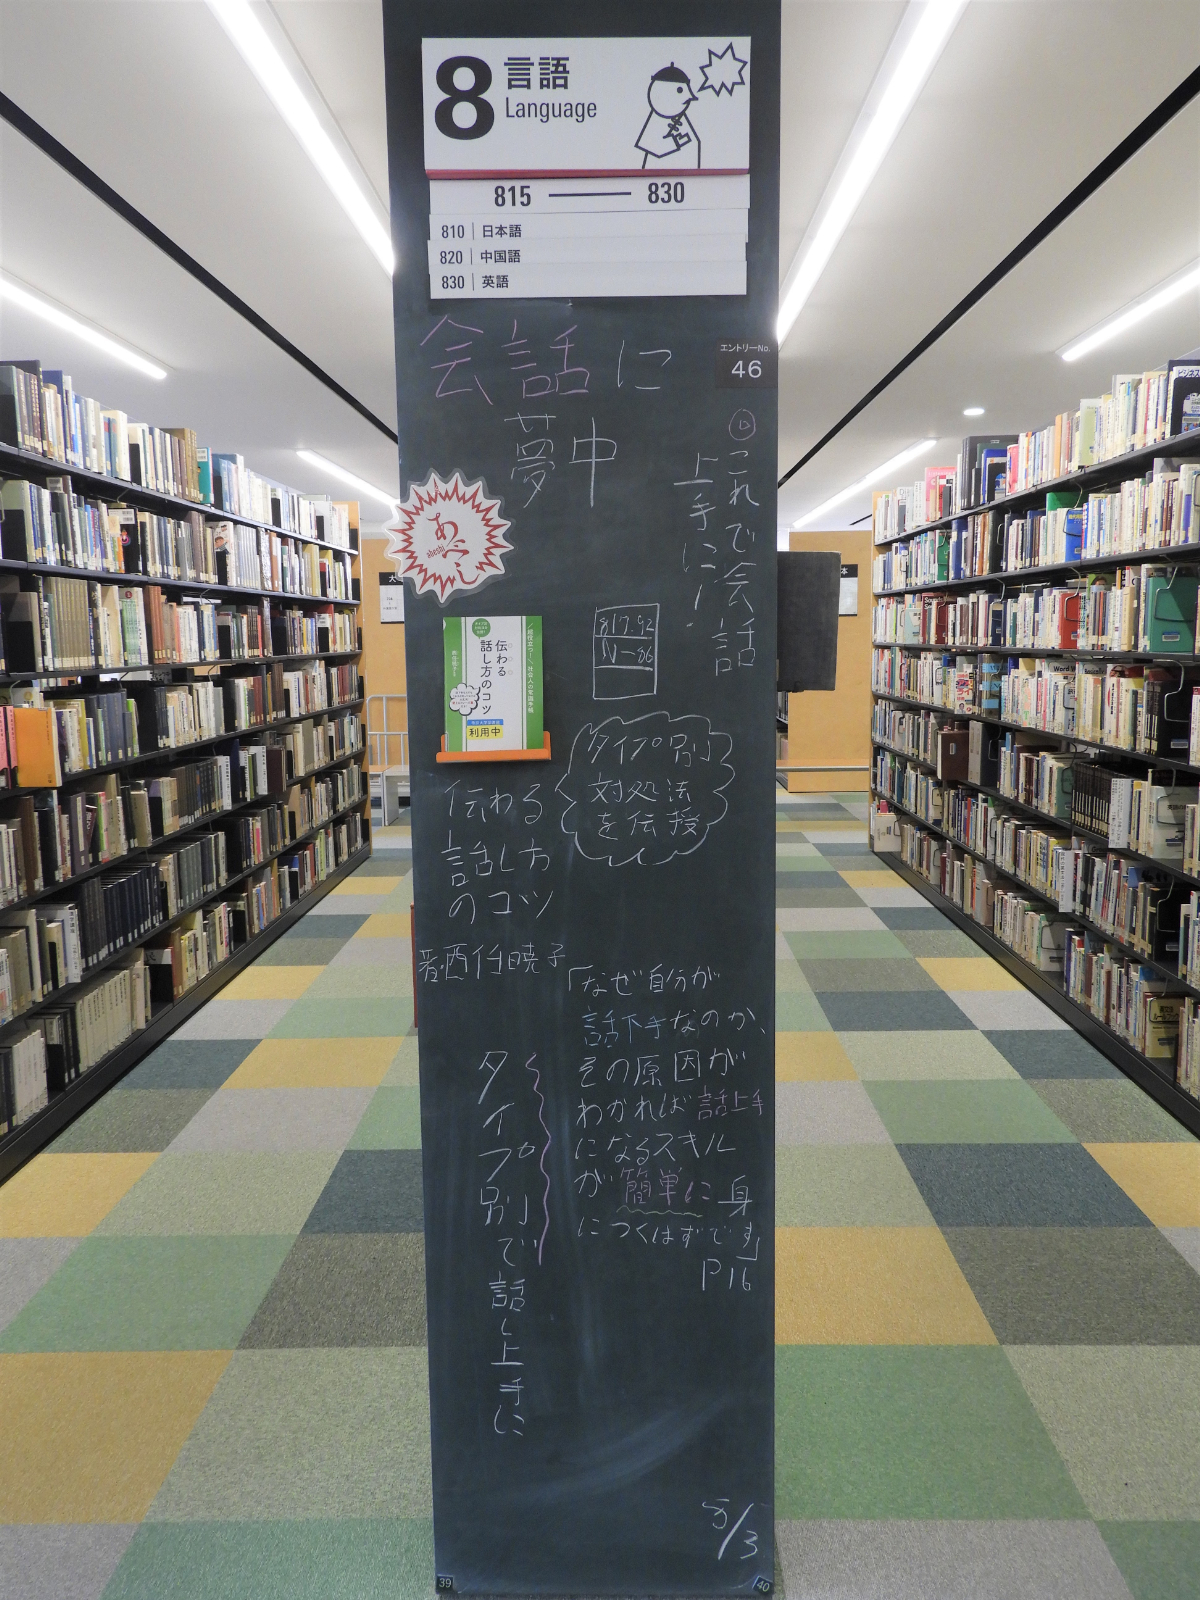 8
言語
Language
815 — 830
810 | 日本語
820 | 中国語
830 | 英語
エントリーNo.
46
会話に
夢中
これで会話
上手に!
あべし
abeshi
817.92
N-86
伝わる
話し方のコツ
利用中
タイプ別
対処法
を伝授
伝わる
話し方
のコツ
著・西任暁子
「なぜ自分が
話下手なのか、
その原因が
わかれば話上手
になるスキル
が簡単に身
につくはずです」
P16
タイプ別で話し上手に
8/3
39
40